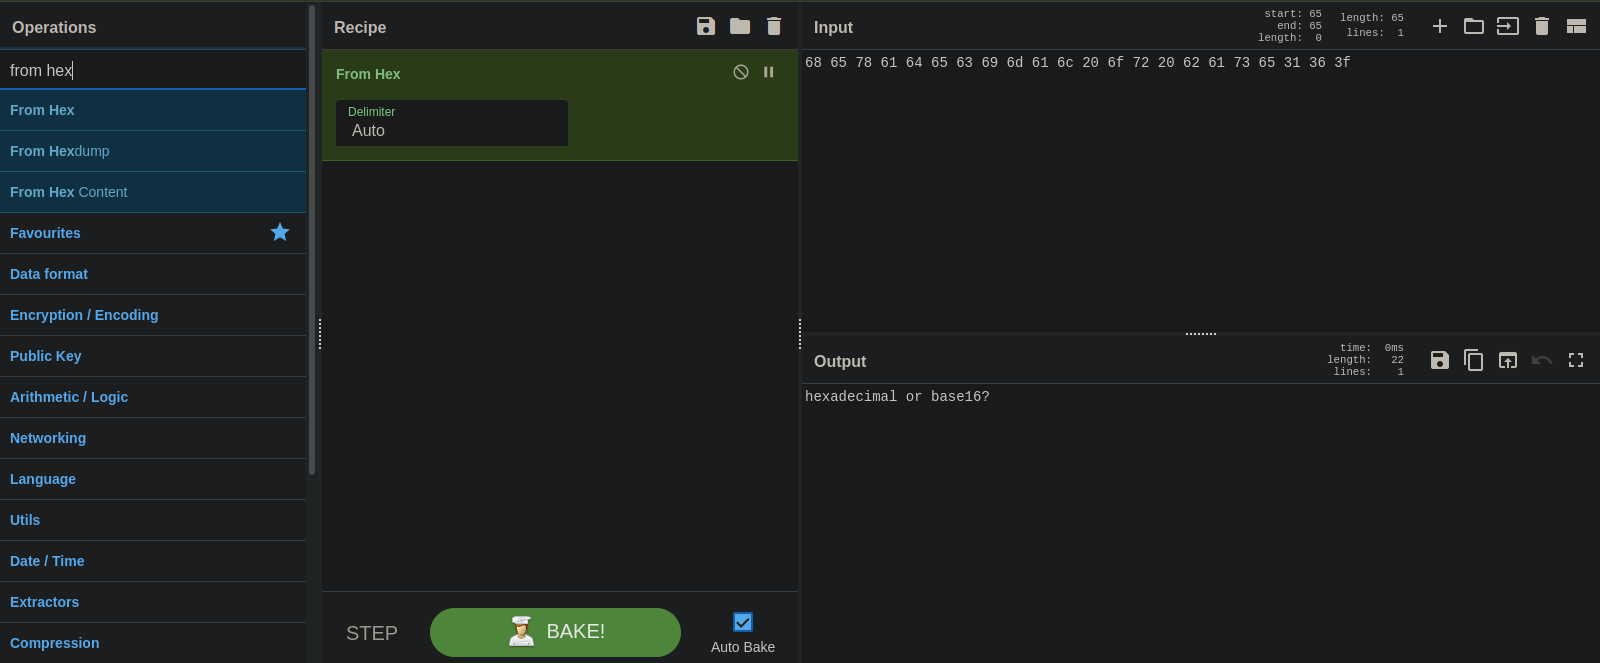 Operations
from hex
From Hex
From Hexdump
From Hex Content
Favourites
Data format
Encryption / Encoding
Public Key
Arithmetic / Logic
Networking
Language
Utils
Date / Time
Extractors
Compression
Recipe
From Hex
Delimiter
Auto
STEP
BAKE!
Auto Bake
Input
start: 65
end: 65
length: 0
length: 65
lines: 1
68 65 78 61 64 65 63 69 6d 61 6c 20 6f 72 20 62 61 73 65 31 36 3f
Output
time: 0ms
length: 22
lines: 1
hexadecimal or base16?